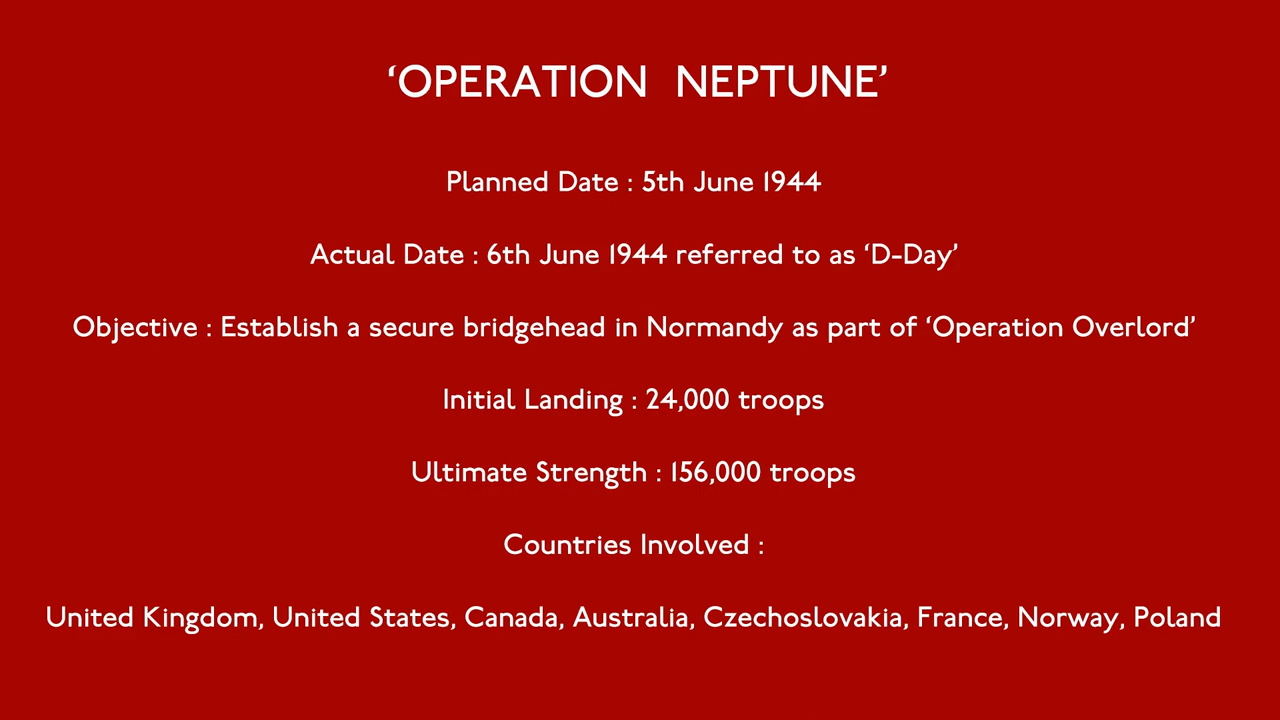 ‘OPERATION NEPTUNE’
Planned Date : 5th June 1944
Actual Date : 6th June 1944 referred to as ‘D-Day’
Objective : Establish a secure bridgehead in Normandy as part of ‘Operation Overlord’
Initial Landing : 24,000 troops
Ultimate Strength : 156,000 troops
Countries Involved :
United Kingdom, United States, Canada, Australia, Czechoslovakia, France, Norway, Poland